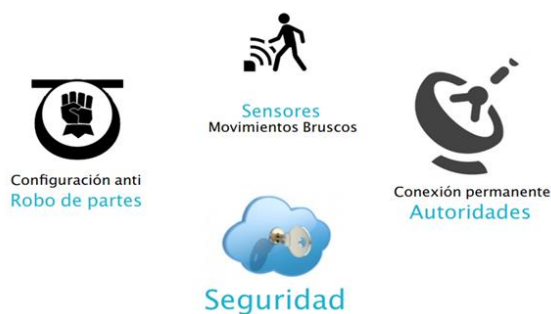 Sensores
Movimientos Bruscos
Configuración anti
Robo de partes
Conexión permanente
Autoridades
Seguridad